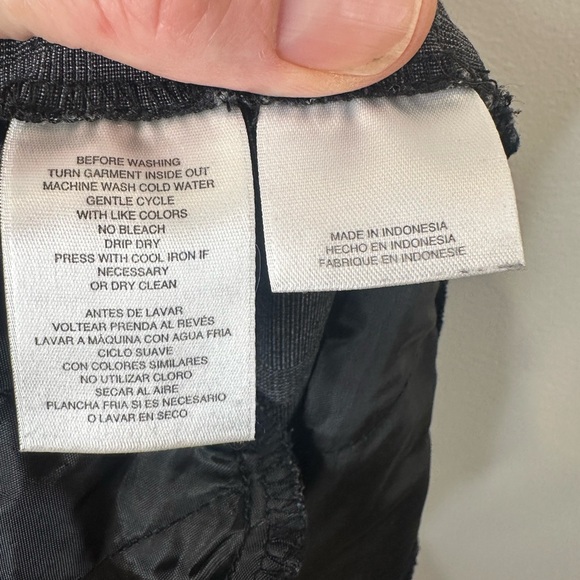 BEFORE WASHING
TURN GARMENT INSIDE OUT
MACHINE WASH COLD WATER
GENTLE CYCLE
WITH LIKE COLORS
NO BLEACH
DRIP DRY
PRESS WITH COOL IRON IF
NECESSARY
OR DRY CLEAN
ANTES DE LAVAR
VOLTEAR PRENDA AL REVÉS
LAVAR A MÀQUINA CON AGUA FRIA
CICLO SUAVE
CON COLORES SIMILARES
NO UTILIZAR CLORO
SECAR AL AIRE
PLANCHA FRIA SI ES NECESARIO
O LAVAR EN SECO
MADE IN INDONESIA
HECHO EN INDONESIA
FABRIQUE EN INDONESIE